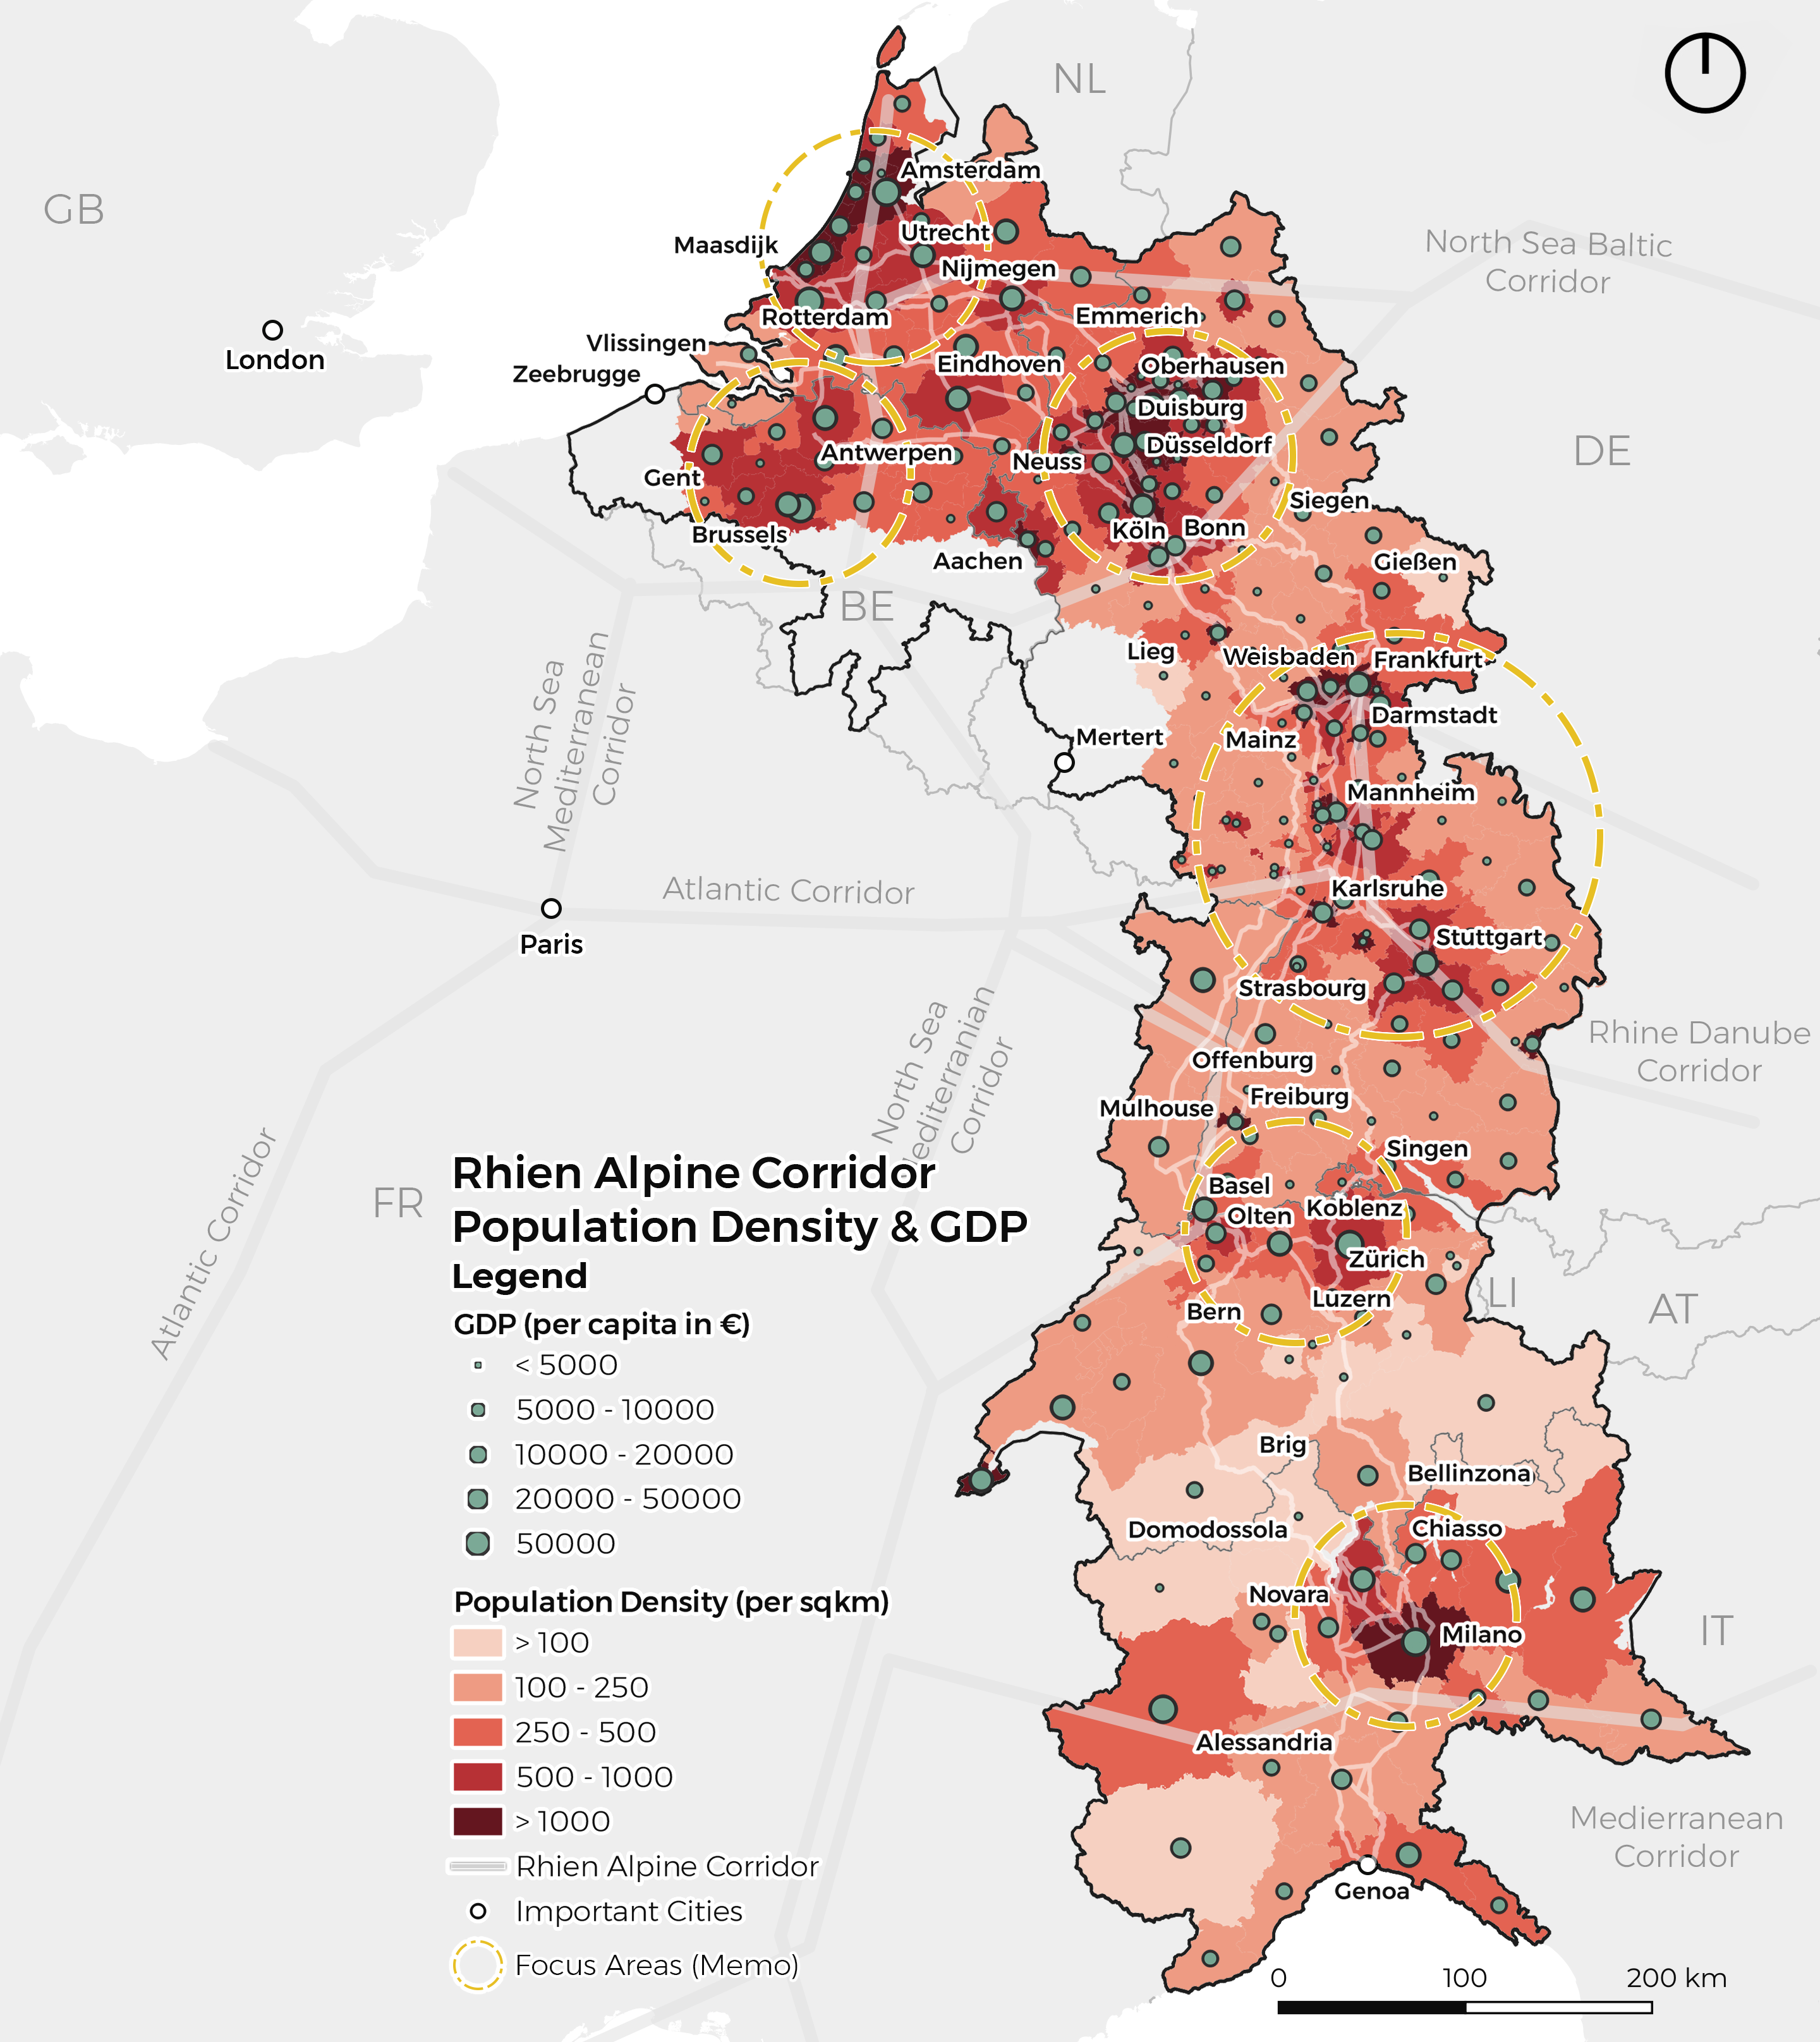 NL
GB
Amsterdam
Utrecht
Maasdijk
Nijmegen
North Sea Baltic
Corridor
Rotterdam
Emmerich
London
Vlissingen
Zeebrugge
Eindhoven
Oberhausen
Duisburg
DE
Antwerpen
Neuss
Düsseldorf
Gent
Siegen
Brussels
Köln
Bonn
Aachen
Gießen
BE
Lieg
Weisbaden
Frankfurt
North Sea
Mediterranean
Corridor
Darmstadt
Mertert
Mainz
Mannheim
Atlantic Corridor
Karlsruhe
Paris
Stuttgart
Strasbourg
North Sea
Mediterranian
Corridor
Rhine Danube
Corridor
Offenburg
Freiburg
Mulhouse
Atlantic Corridor
Singen
FR
Basel
Olten
Koblenz
Zürich
LI
AT
Luzern
Bern
Brig
Bellinzona
Domodossola
Chiasso
Novara
Milano
IT
Alessandria
Medierranean
Corridor
Genoa
Rhien Alpine Corridor
Population Density & GDP
Legend
GDP (per capita in €)
< 5000
5000 - 10000
10000 - 20000
20000 - 50000
50000
Population Density (per sqkm)
> 100
100 - 250
250 - 500
500 - 1000
> 1000
Rhien Alpine Corridor
Important Cities
Focus Areas (Memo)
0 100 200 km